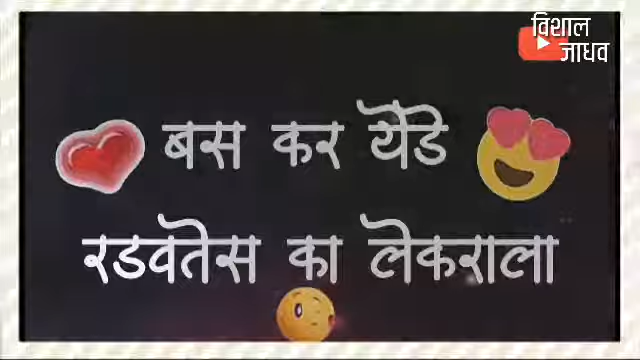 विशाल
जाधव
बस कर येडे
रडवतेस का लेकराला